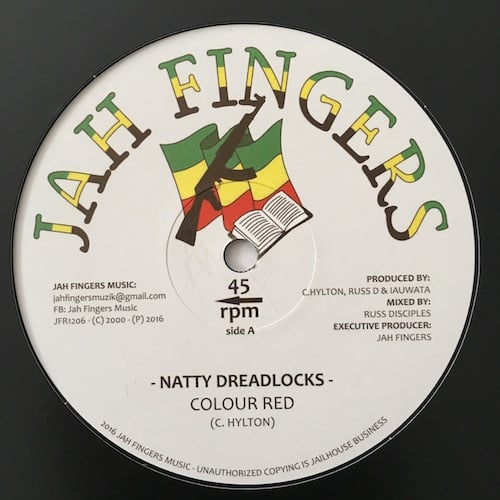 JAH FINGERS
JAH FINGERS MUSIC:
jahfingersmuzik@gmail.com
FB: Jah Fingers Music
JFR1206 - (C) 2000 - (P) 2016
45
rpm
side A
PRODUCED BY:
C.HYLTON, RUSS D & IAUWATA
MIXED BY:
RUSS DISCIPLES
EXECUTIVE PRODUCER:
JAH FINGERS
- NATTY DREADLOCKS -
COLOUR RED
(C. HYLTON)
2016 JAH FINGERS MUSIC - UNAUTHORIZED COPYING IS JAILHOUSE BUSINESS